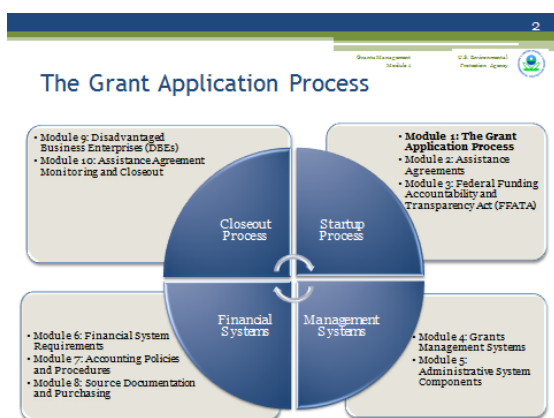 2
Grants Management
Module 1
U.S. Environmental
Protection Agency
The Grant Application Process
• Module 9: Disadvantaged
Business Enterprises (DBEs)
• Module 10: Assistance Agreement
Monitoring and Closeout
• Module 1: The Grant
Application Process
• Module 2: Assistance
Agreements
• Module 3: Federal Funding
Accountability and
Transparency Act (FFATA)
Closeout
Process
Startup
Process
Financial
Systems
Management
Systems
• Module 6: Financial System
Requirements
• Module 7: Accounting Policies
and Procedures
• Module 8: Source Documentation
and Purchasing
• Module 4: Grants
Management Systems
• Module 5:
Administrative System
Components